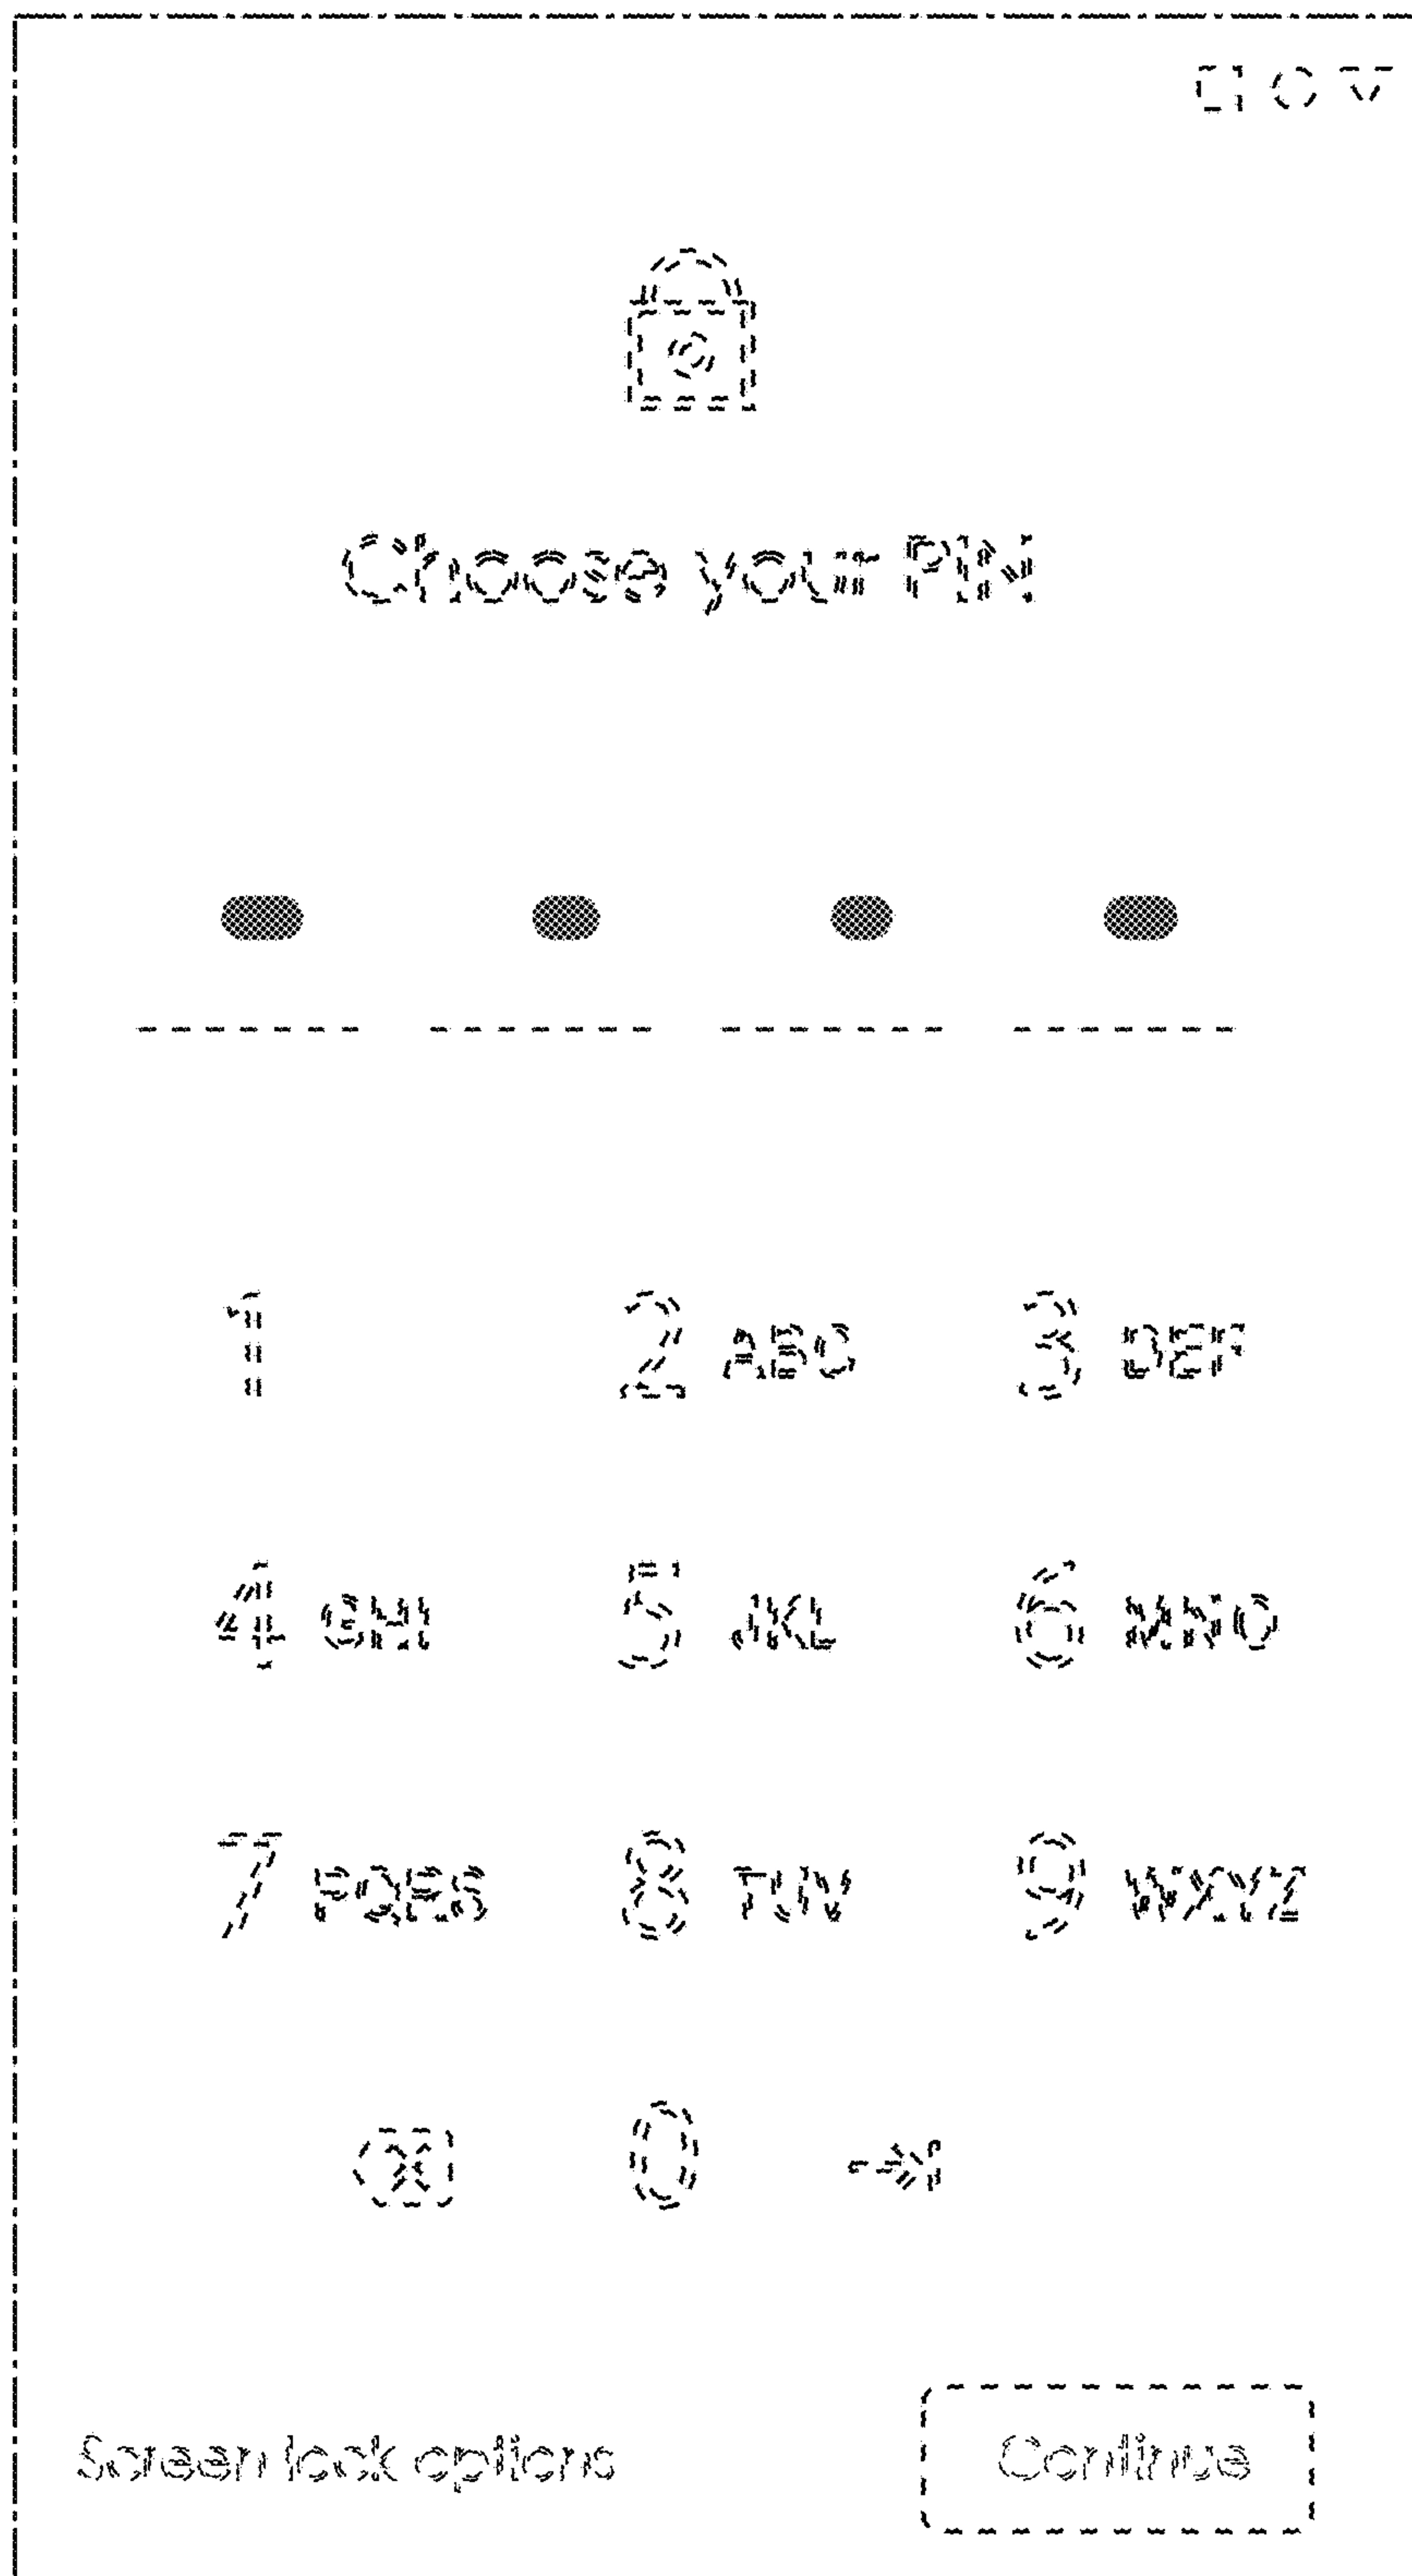 Choose your PIN
1 2 ABC 3 DEF
4 GHI 5 JKL 6 MNO
7 PQRS 8 TUV 9 WXYZ
0
Screen lock options Continue